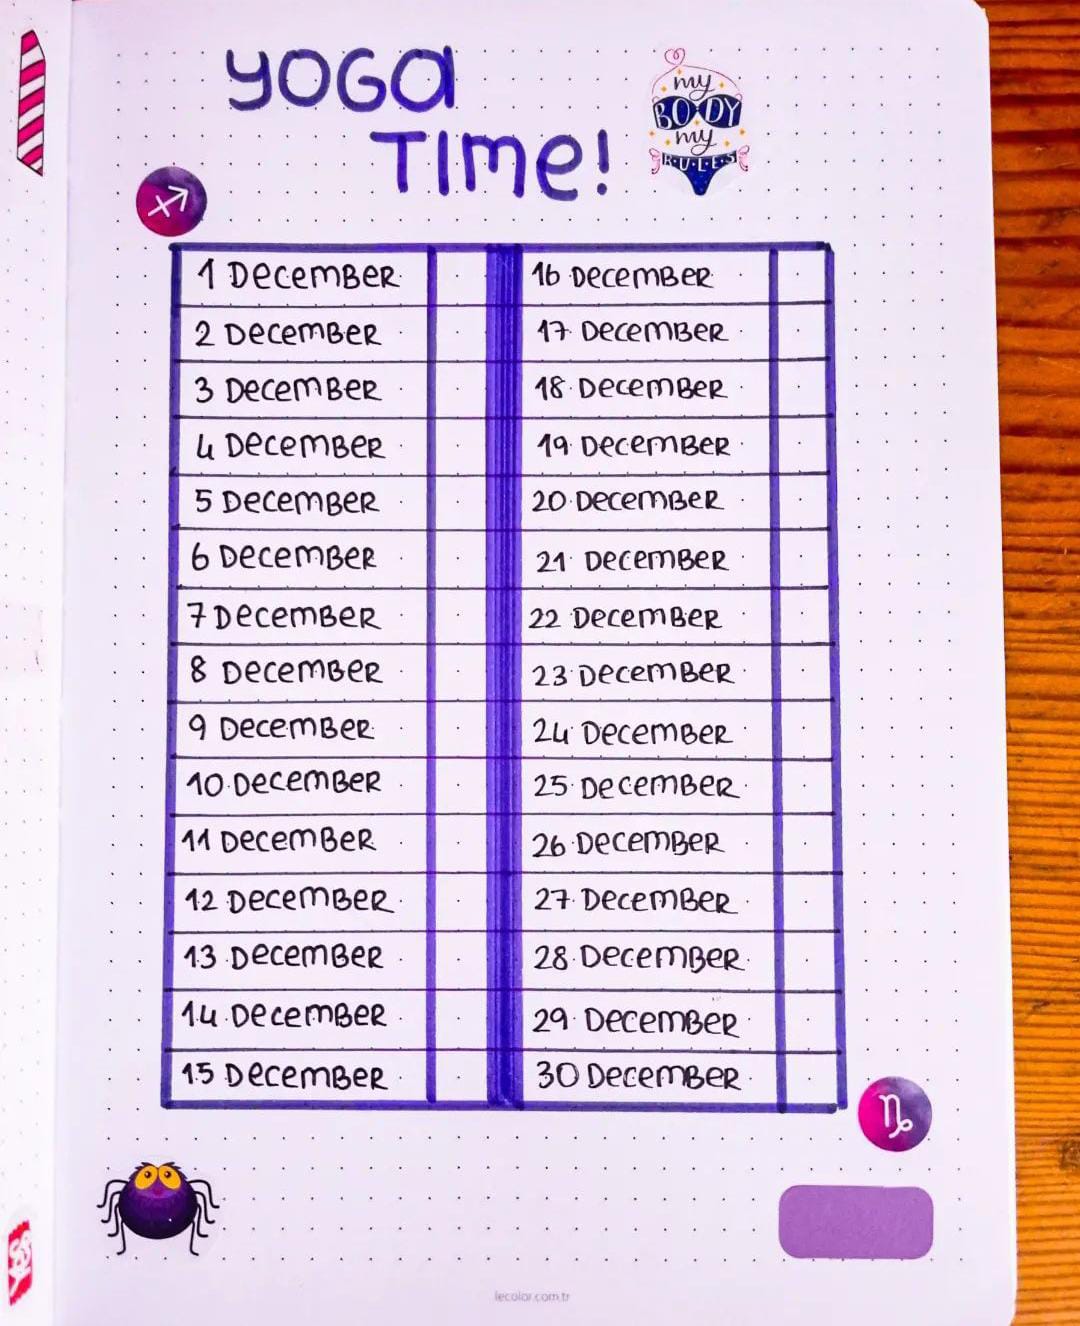 YOGA
TIME!
my
BODY
my
RULES
1 DECEMBER
2 DECEMBER
3 DECEMBER
4 DECEMBER
5 DECEMBER
6 DECEMBER
7 DECEMBER
8 DECEMBER
9 DECEMBER
10 DECEMBER
11 DECEMBER
12 DECEMBER
13 DECEMBER
14 DECEMBER
15 DECEMBER
16 DECEMBER
17 DECEMBER
18 DECEMBER
19 DECEMBER
20 DECEMBER
21 DECEMBER
22 DECEMBER
23 DECEMBER
24 DECEMBER
25 DECEMBER
26 DECEMBER
27 DECEMBER
28 DECEMBER
29 DECEMBER
30 DECEMBER
lecolor.com.tr